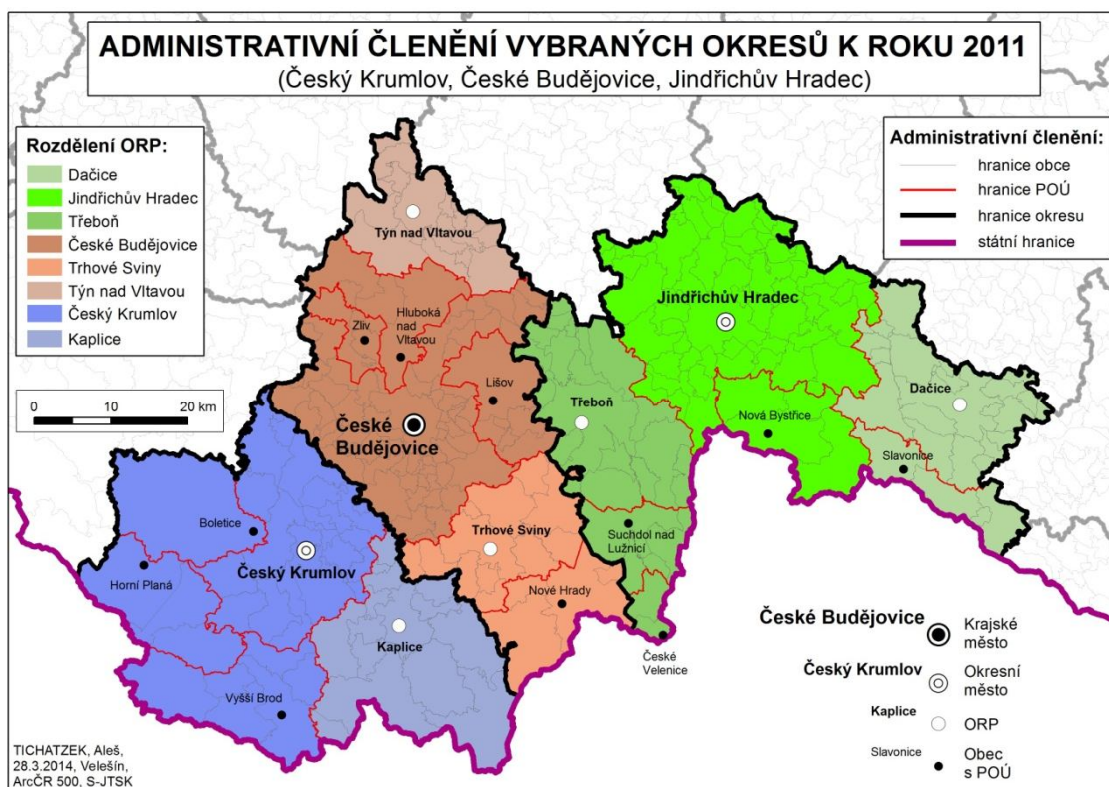 ADMINISTRATIVNÍ ČLENĚNÍ VYBRANÝCH OKRESŮ K ROKU 2011
(Český Krumlov, České Budějovice, Jindřichův Hradec)
Rozdělení ORP:
Dačice
Jindřichův Hradec
Třeboň
České Budějovice
Trhové Sviny
Týn nad Vltavou
Český Krumlov
Kaplice
0 10 20 km
Administrativní členění:
hranice obce
hranice POÚ
hranice okresu
státní hranice
Týn nad Vltavou
Jindřichův Hradec
Zliv
Hluboká
nad
Vltavou
Lišov
Třeboň
Dačice
České
Budějovice
Nová Bystřice
Slavonice
Boletice
Trhové Sviny
Suchdol nad
Lužnicí
Český Krumlov
Horní Planá
Nové Hrady
Kaplice
České
Velenice
Vyšší Brod
České Budějovice
Krajské
město
Český Krumlov
Okresní
město
Kaplice
ORP
Slavonice
Obec
s POÚ
TICHATZEK, Aleš,
28.3.2014, Velešín,
ArcČR 500, S-JTSK